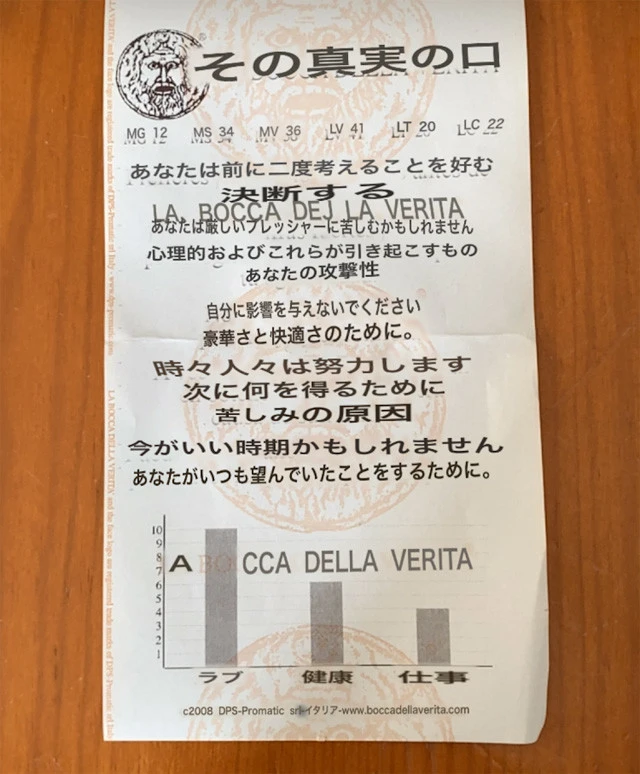 その真実の口
MG 12 MS 34 MV 36 LV 41 LT 20 LC 22
あなたは前に二度考えることを好む
決断する
LA BOCCA DEJ LA VERITA
あなたは厳しいプレッシャーに苦しむかもしれません
心理的およびこれらが引き起こすもの
あなたの攻撃性
自分に影響を与えないでください
豪華さと快適さのために。
時々人々は努力します
次に何を得るために
苦しみの原因
今がいい時期かもしれません
あなたがいつも望んでいたことをするために。
10
9
8
7
6
5
4
3
2
1
A BO CCA DELLA VERITA
ラブ 健康 仕事
c2008 DPS-Promatic srl-イタリア-www.boccadellaverita.com